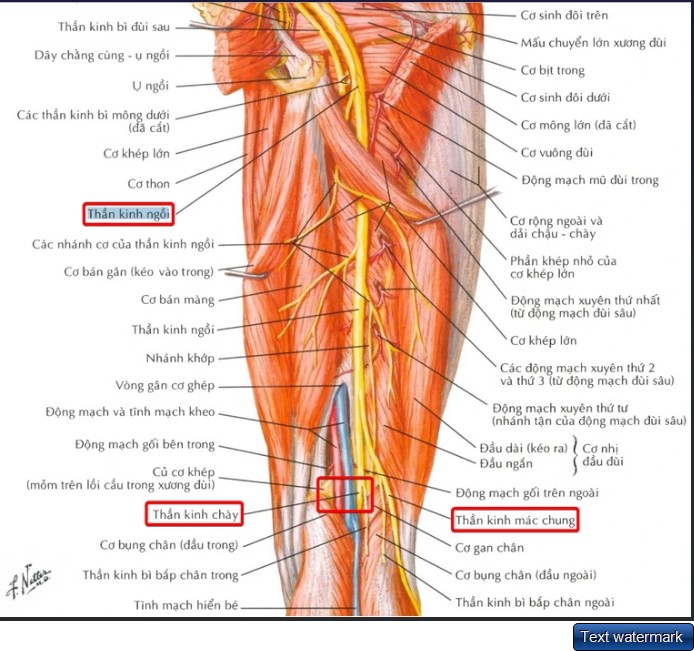 Thần kinh bì đùi sau
Dây chằng cùng - ụ ngồi
Ụ ngồi
Các thần kinh bì mông dưới
(đã cắt)
Cơ khép lớn
Cơ thon
Thần kinh ngồi
Các nhánh cơ của thần kinh ngồi
Cơ bán gân (kéo vào trong)
Cơ bán màng
Thần kinh ngồi
Nhánh khớp
Vòng gân cơ ghép
Động mạch và tĩnh mạch kheo
Động mạch gối bên trong
Củ cơ khép
(mỏm trên lồi cầu trong xương đùi)
Thần kinh chày
Cơ bụng chân (đầu trong)
Thần kinh bì bắp chân trong
Tĩnh mạch hiển bé
Cơ sinh đôi trên
Mấu chuyển lớn xương đùi
Cơ bịt trong
Cơ sinh đôi dưới
Cơ mông lớn (đã cắt)
Cơ vuông đùi
Động mạch mũ đùi trong
Cơ rộng ngoài và
dải chậu - chày
Phần khép nhỏ của
cơ khép lớn
Động mạch xuyên thứ nhất
(từ động mạch đùi sâu)
Cơ khép lớn
Các động mạch xuyên thứ 2
và thứ 3 (từ động mạch đùi sâu)
Động mạch xuyên thứ tư
(nhánh tận của động mạch đùi sâu)
Đầu dài (kéo ra)
Đầu ngắn
Cơ nhị
đầu đùi
Động mạch gối trên ngoài
Thần kinh mác chung
Cơ gan chân
Cơ bụng chân (đầu ngoài)
Thần kinh bì bắp chân ngoài
F. Netter
M.D.
Text watermark